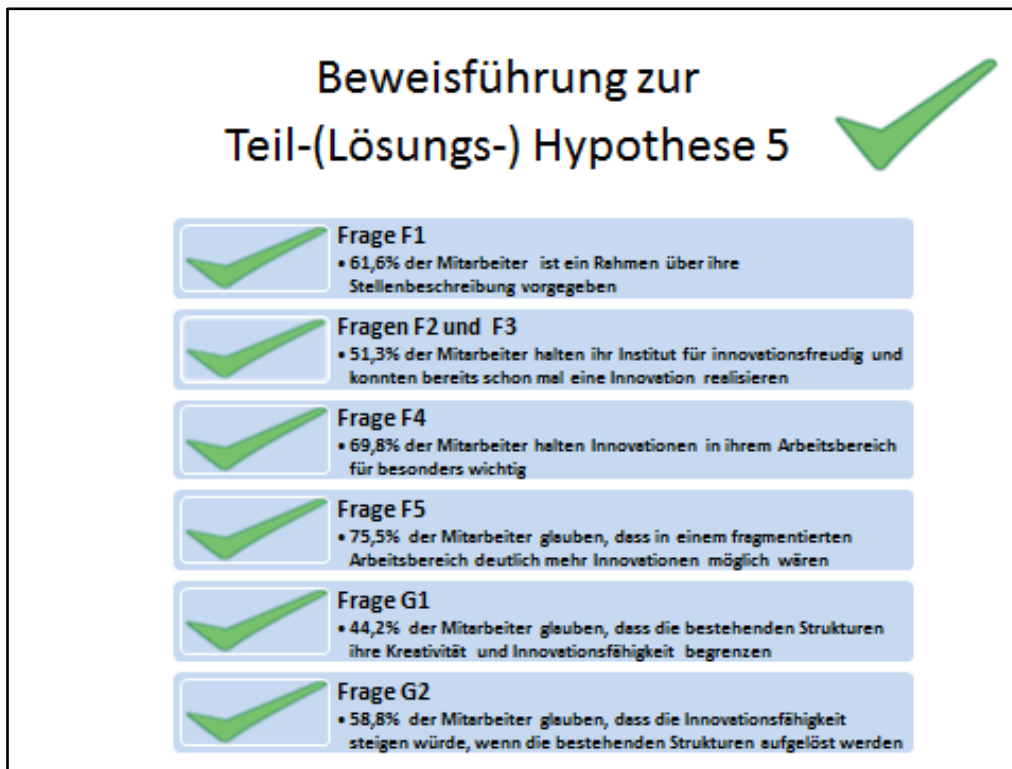 Beweisführung zur
Teil-(Lösungs-) Hypothese 5
Frage F1
• 61,6% der Mitarbeiter ist ein Rahmen über ihre
Stellenbeschreibung vorgegeben
Fragen F2 und F3
• 51,3% der Mitarbeiter halten ihr Institut für innovationsfreudig und
konnten bereits schon mal eine Innovation realisieren
Frage F4
• 69,8% der Mitarbeiter halten Innovationen in ihrem Arbeitsbereich
für besonders wichtig
Frage F5
• 75,5% der Mitarbeiter glauben, dass in einem fragmentierten
Arbeitsbereich deutlich mehr Innovationen möglich wären
Frage G1
• 44,2% der Mitarbeiter glauben, dass die bestehenden Strukturen
ihre Kreativität und Innovationsfähigkeit begrenzen
Frage G2
• 58,8% der Mitarbeiter glauben, dass die Innovationsfähigkeit
steigen würde, wenn die bestehenden Strukturen aufgelöst werden